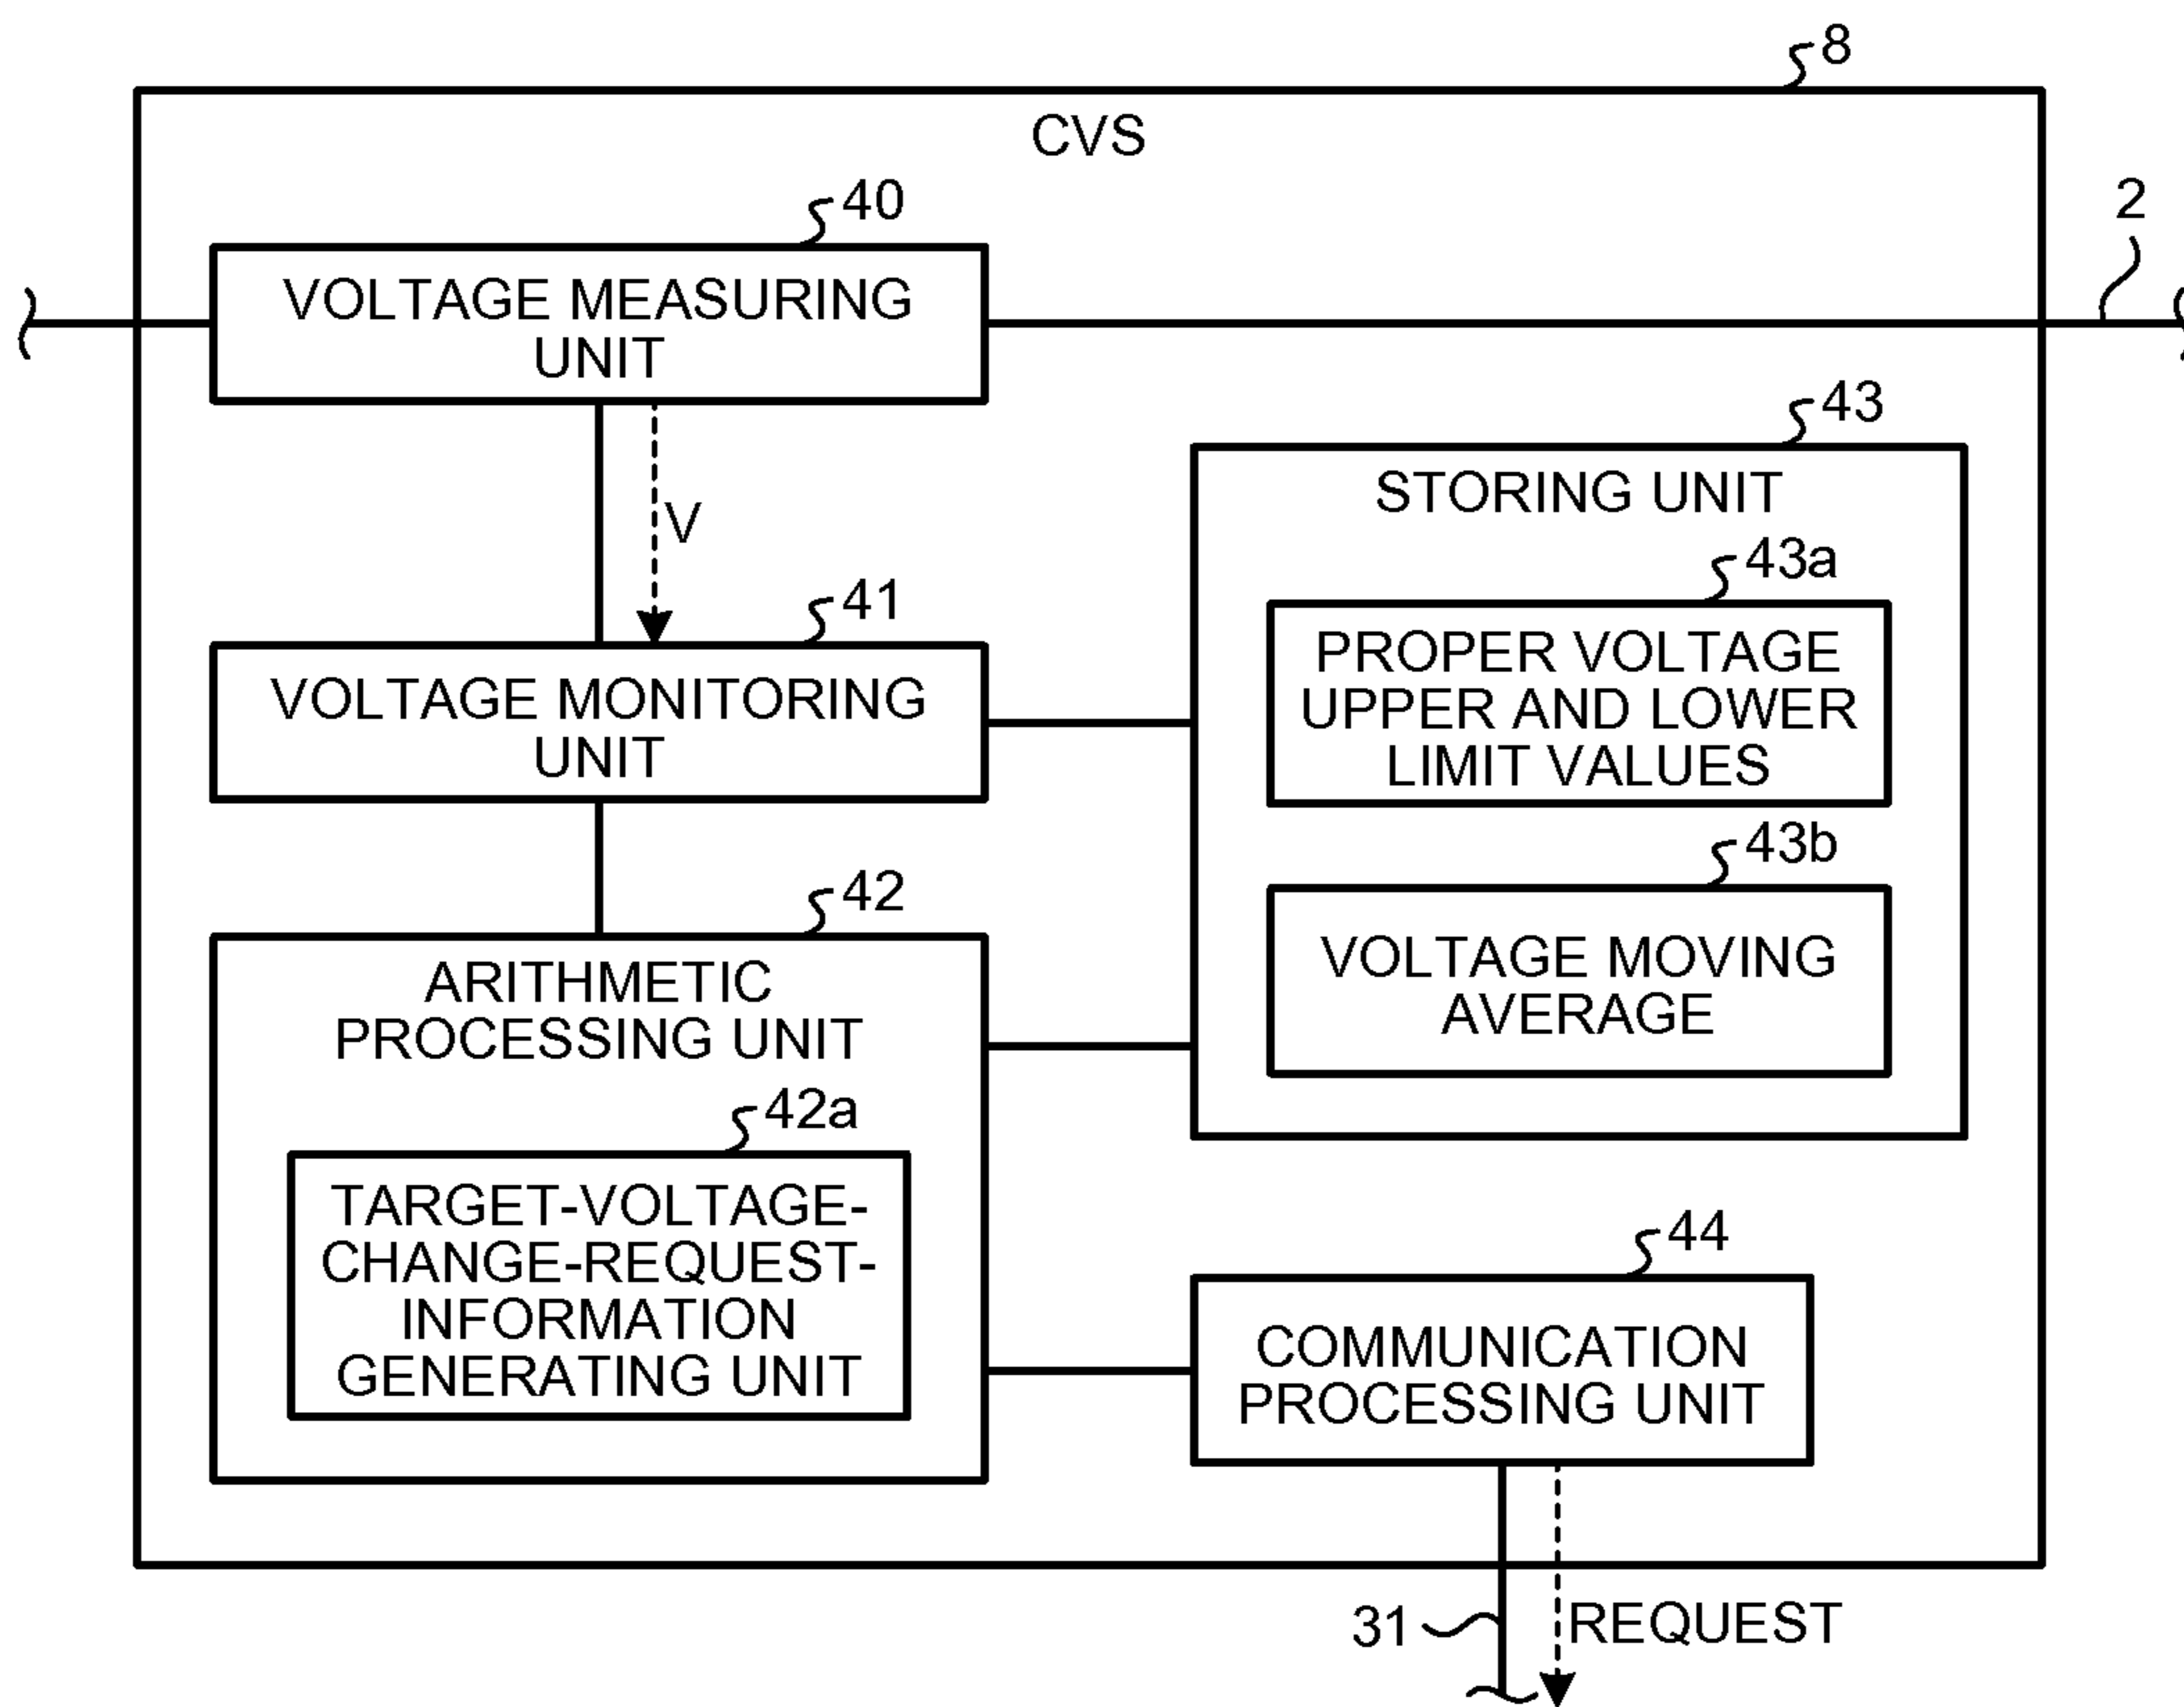 8
CVS
40
2
VOLTAGE MEASURING
UNIT
43
V
STORING UNIT
41
43a
VOLTAGE MONITORING
UNIT
PROPER VOLTAGE
UPPER AND LOWER
LIMIT VALUES
43b
42
VOLTAGE MOVING
AVERAGE
ARITHMETIC
PROCESSING UNIT
42a
TARGET-VOLTAGE-
CHANGE-REQUEST-
INFORMATION
GENERATING UNIT
44
COMMUNICATION
PROCESSING UNIT
31
REQUEST